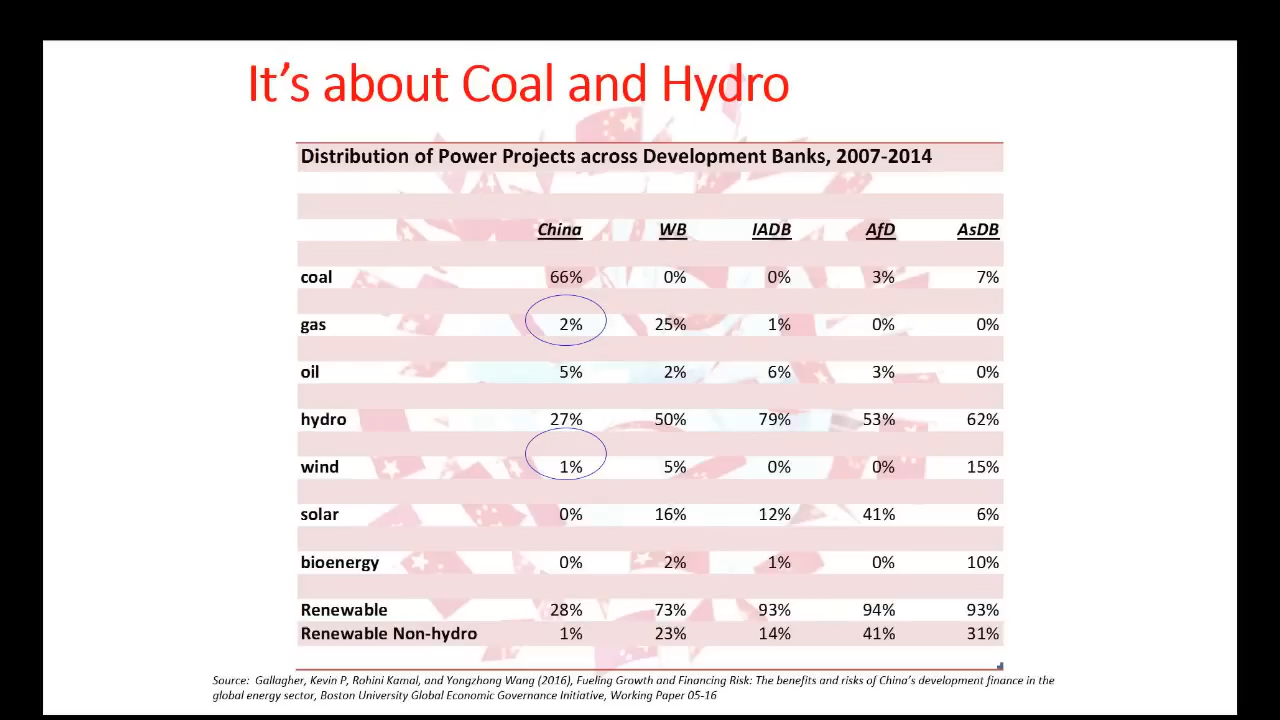 It's about Coal and Hydro
Distribution of Power Projects across Development Banks, 2007-2014
China WB IADB AfD AsDB
coal 66% 0% 0% 3% 7%
gas 2% 25% 1% 0% 0%
oil 5% 2% 6% 3% 0%
hydro 27% 50% 79% 53% 62%
wind 1% 5% 0% 0% 15%
solar 0% 16% 12% 41% 6%
bioenergy 0% 2% 1% 0% 10%
Renewable 28% 73% 93% 94% 93%
Renewable Non-hydro 1% 23% 14% 41% 31%
Source: Gallagher, Kevin P, Rohini Kamal, and Yongzhong Wang (2016), Fueling Growth and Financing Risk: The benefits and risks of China's development finance in the
global energy sector, Boston University Global Economic Governance Initiative, Working Paper 05-16